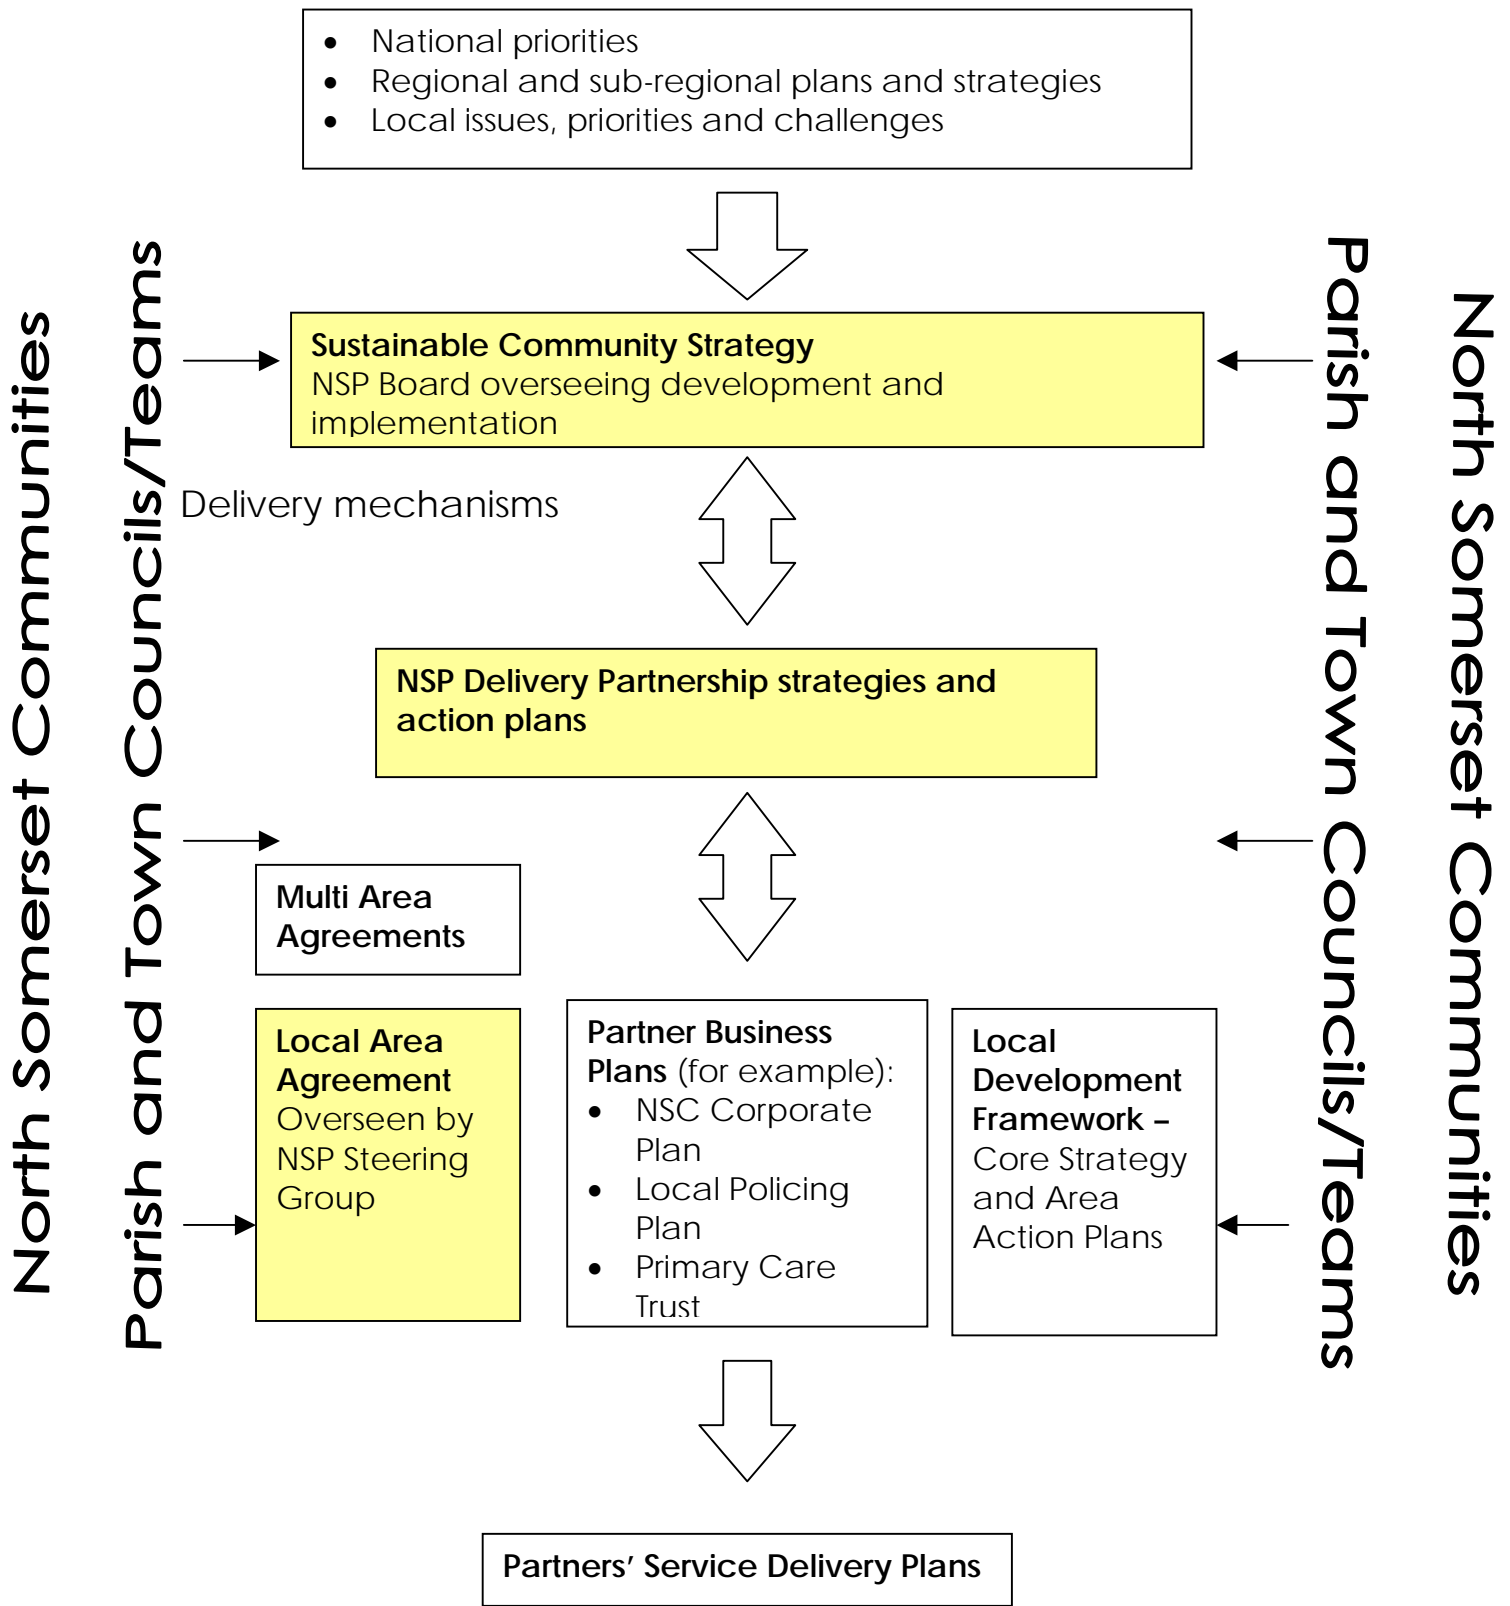 • National priorities
• Regional and sub-regional plans and strategies
• Local issues, priorities and challenges
North Somerset Communities
Parish and Town Councils/Teams
Sustainable Community Strategy
NSP Board overseeing development and
implementation
Delivery mechanisms
NSP Delivery Partnership strategies and
action plans
Multi Area
Agreements
Local Area
Agreement
Overseen by
NSP Steering
Group
Partner Business
Plans (for example):
• NSC Corporate
Plan
• Local Policing
Plan
• Primary Care
Trust
Local
Development
Framework –
Core Strategy
and Area
Action Plans
Parish and Town Councils/Teams
North Somerset Communities
Partners’ Service Delivery Plans